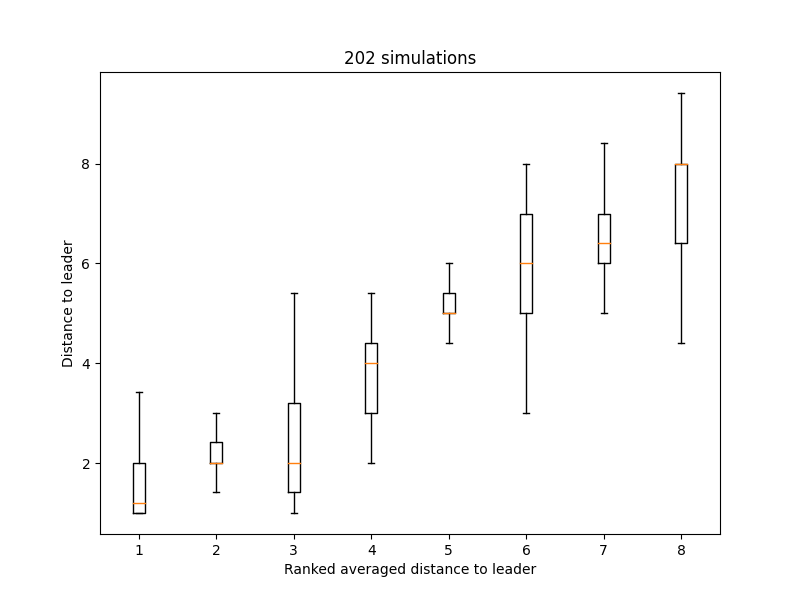 202 simulations
Distance to leader
8
6
4
2
1 2 3 4 5 6 7 8
Ranked averaged distance to leader